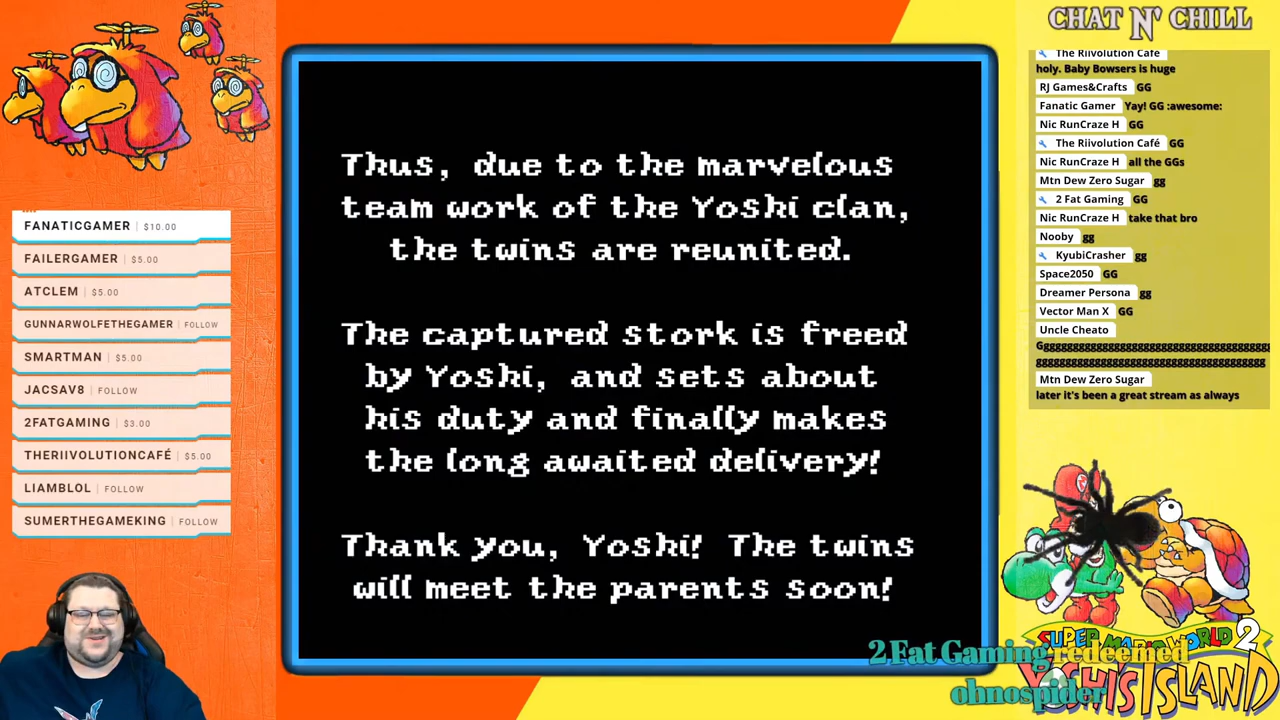 CHAT N' CHILL
The Riivolution Café
holy. Baby Bowsers is huge
RJ Games&Crafts GG
Fanatic Gamer Yay! GG :awesome:
Nic RunCraze H GG
The Riivolution Café GG
Nic RunCraze H all the GGs
Mtn Dew Zero Sugar gg
2 Fat Gaming GG
Nic RunCraze H take that bro
Nooby gg
KyubiCrasher gg
Space2050 GG
Dreamer Persona gg
Vector Man X GG
Uncle Cheato
Mtn Dew Zero Sugar
later it's been a great stream as always
FANATICGAMER $10.00
FAILERGAMER $5.00
ATCLEM $5.00
GUNNARWOLFETHEGAMER FOLLOW
SMARTMAN $5.00
JACSAV8 FOLLOW
2FATGAMING $3.00
THERIIVOLUTIONCAFÉ $5.00
LIAMBLOL FOLLOW
SUMERTHEGAMEKING FOLLOW
Thus, due to the marvelous
team work of the Yoshi clan,
the twins are reunited.
The captured stork is freed
by Yoshi, and sets about
his duty and finally makes
the long awaited delivery!
Thank you, Yoshi! The twins
will meet the parents soon!
SUPER MARIO WORLD 2
YOSHI'S ISLAND
2 Fat Gaming redeemed
ohnospider